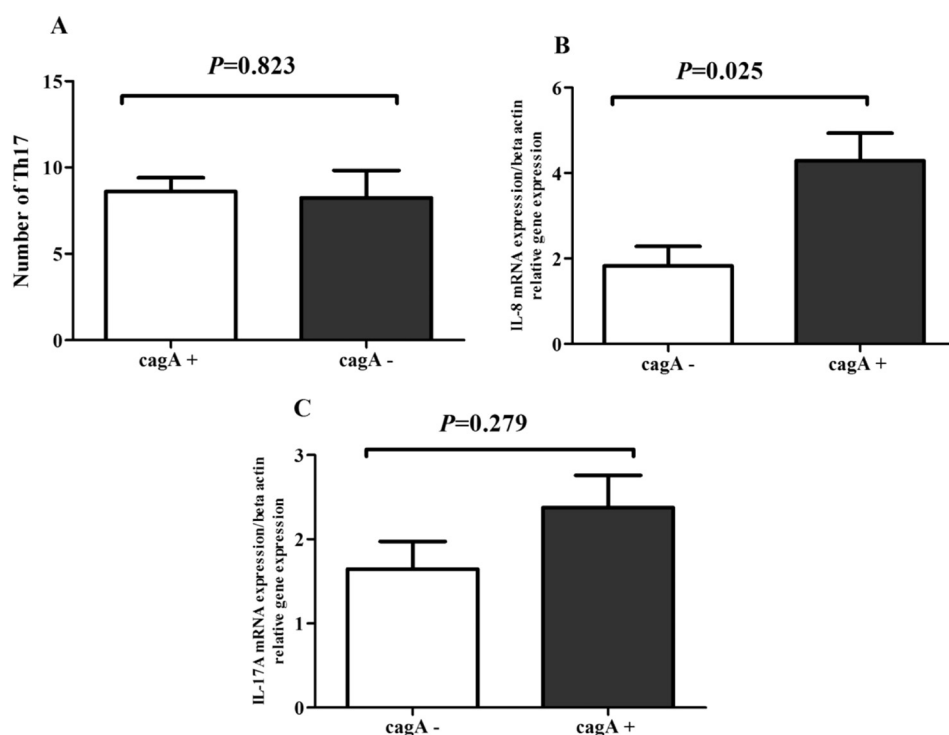 A
P=0.823
Number of Th17
15
10
5
0
cagA +
cagA -
B
P=0.025
IL-8 mRNA expression/beta actin
relative gene expression
6
4
2
0
cagA -
cagA +
C
P=0.279
IL-17A mRNA expression/beta actin
relative gene expression
3
2
1
0
cagA -
cagA +